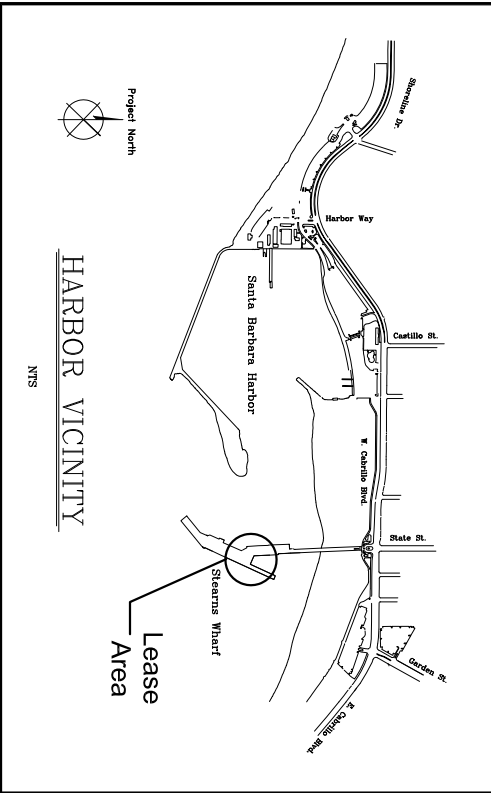 Shoreline Dr.
Project North
Harbor Way
Castillo St.
Santa Barbara Harbor
W. Cabrillo Blvd.
State St.
Stearns Wharf
Garden St.
E. Cabrillo
Blvd.
Lease
Area
HARBOR VICINITY
NTS